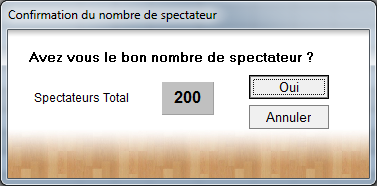 Confirmation du nombre de spectateur
Avez vous le bon nombre de spectateur ?
Spectateurs Total
200
Oui
Annuler